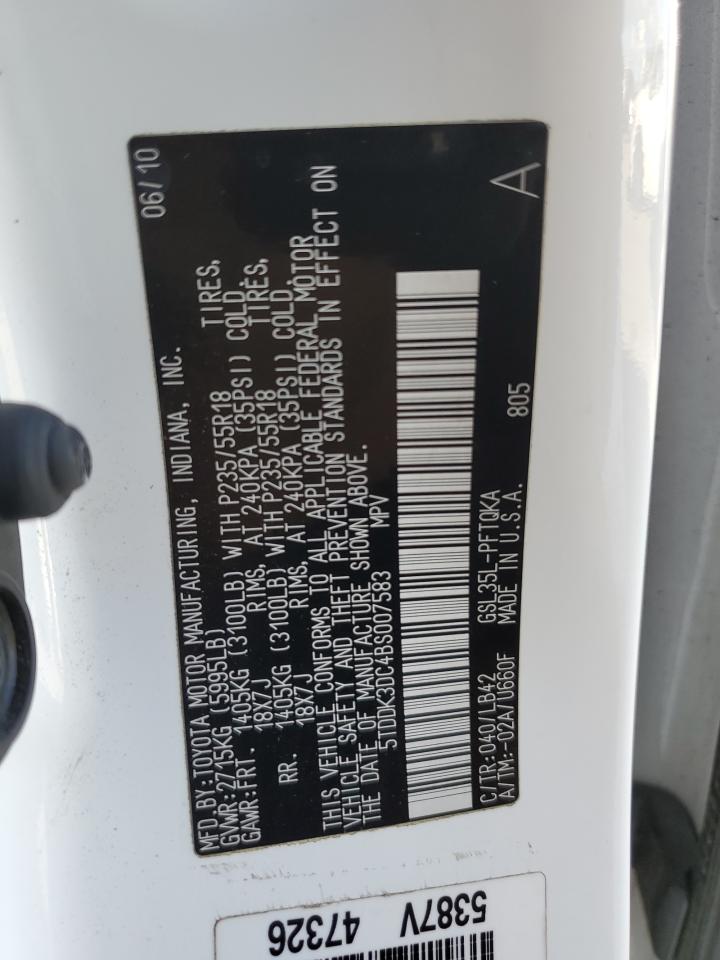 MFD.BY:TOYOTA MOTOR MANUFACTURING, INDIANA, INC. 06/10
GVWR:2715KG (5995LB)
GAWR:FRT. 1405KG (3100LB) WITH P235/55R18 TIRES,
18X7J RIMS, AT 240KPA (35PSI) COLD.
RR. 1405KG (3100LB) WITH P235/55R18 TIRES,
18X7J RIMS, AT 240KPA (35PSI) COLD.
THIS VEHICLE CONFORMS TO ALL APPLICABLE FEDERAL MOTOR
VEHICLE SAFETY AND THEFT PREVENTION STANDARDS IN EFFECT ON
THE DATE OF MANUFACTURE SHOWN ABOVE.
5TDDK3DC4BS007583 MPV
C/TR:040/LB42 GSL35L-PFTQKA 805 A
A/TM:-02A/U660F MADE IN U.S.A.
5387V
47326